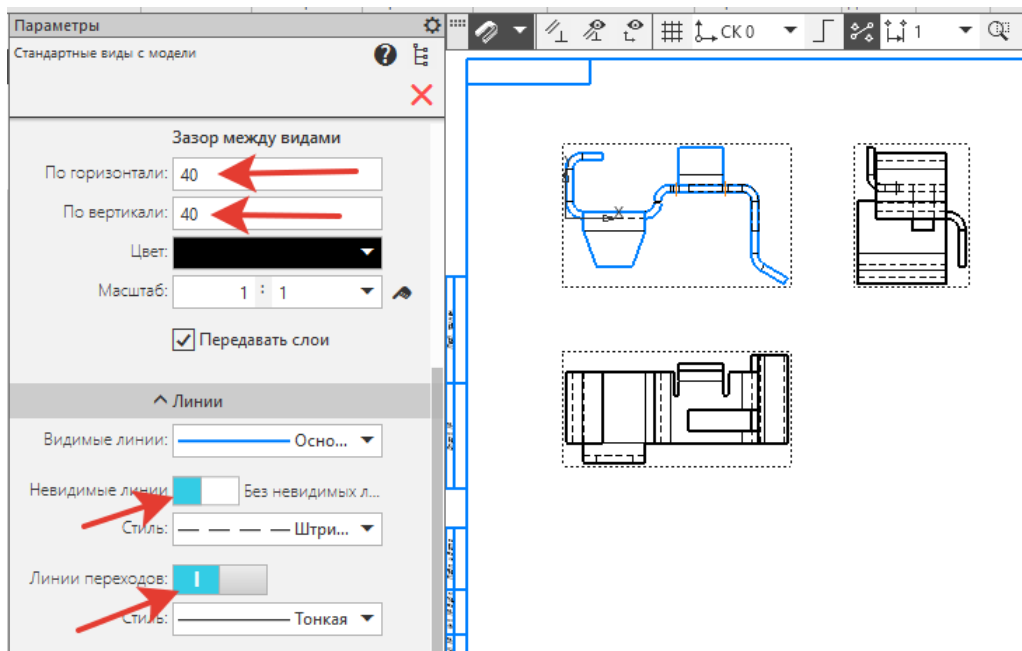 Параметры
Стандартные виды с модели
Зазор между видами
По горизонтали: 40
По вертикали: 40
Цвет:
Масштаб: 1 : 1
Передавать слои
Линии
Видимые линии: Осно...
Невидимые линии Без невидимых л...
Стиль: Штри...
Линии переходов:
Стиль: Тонкая
СК 0
1
X